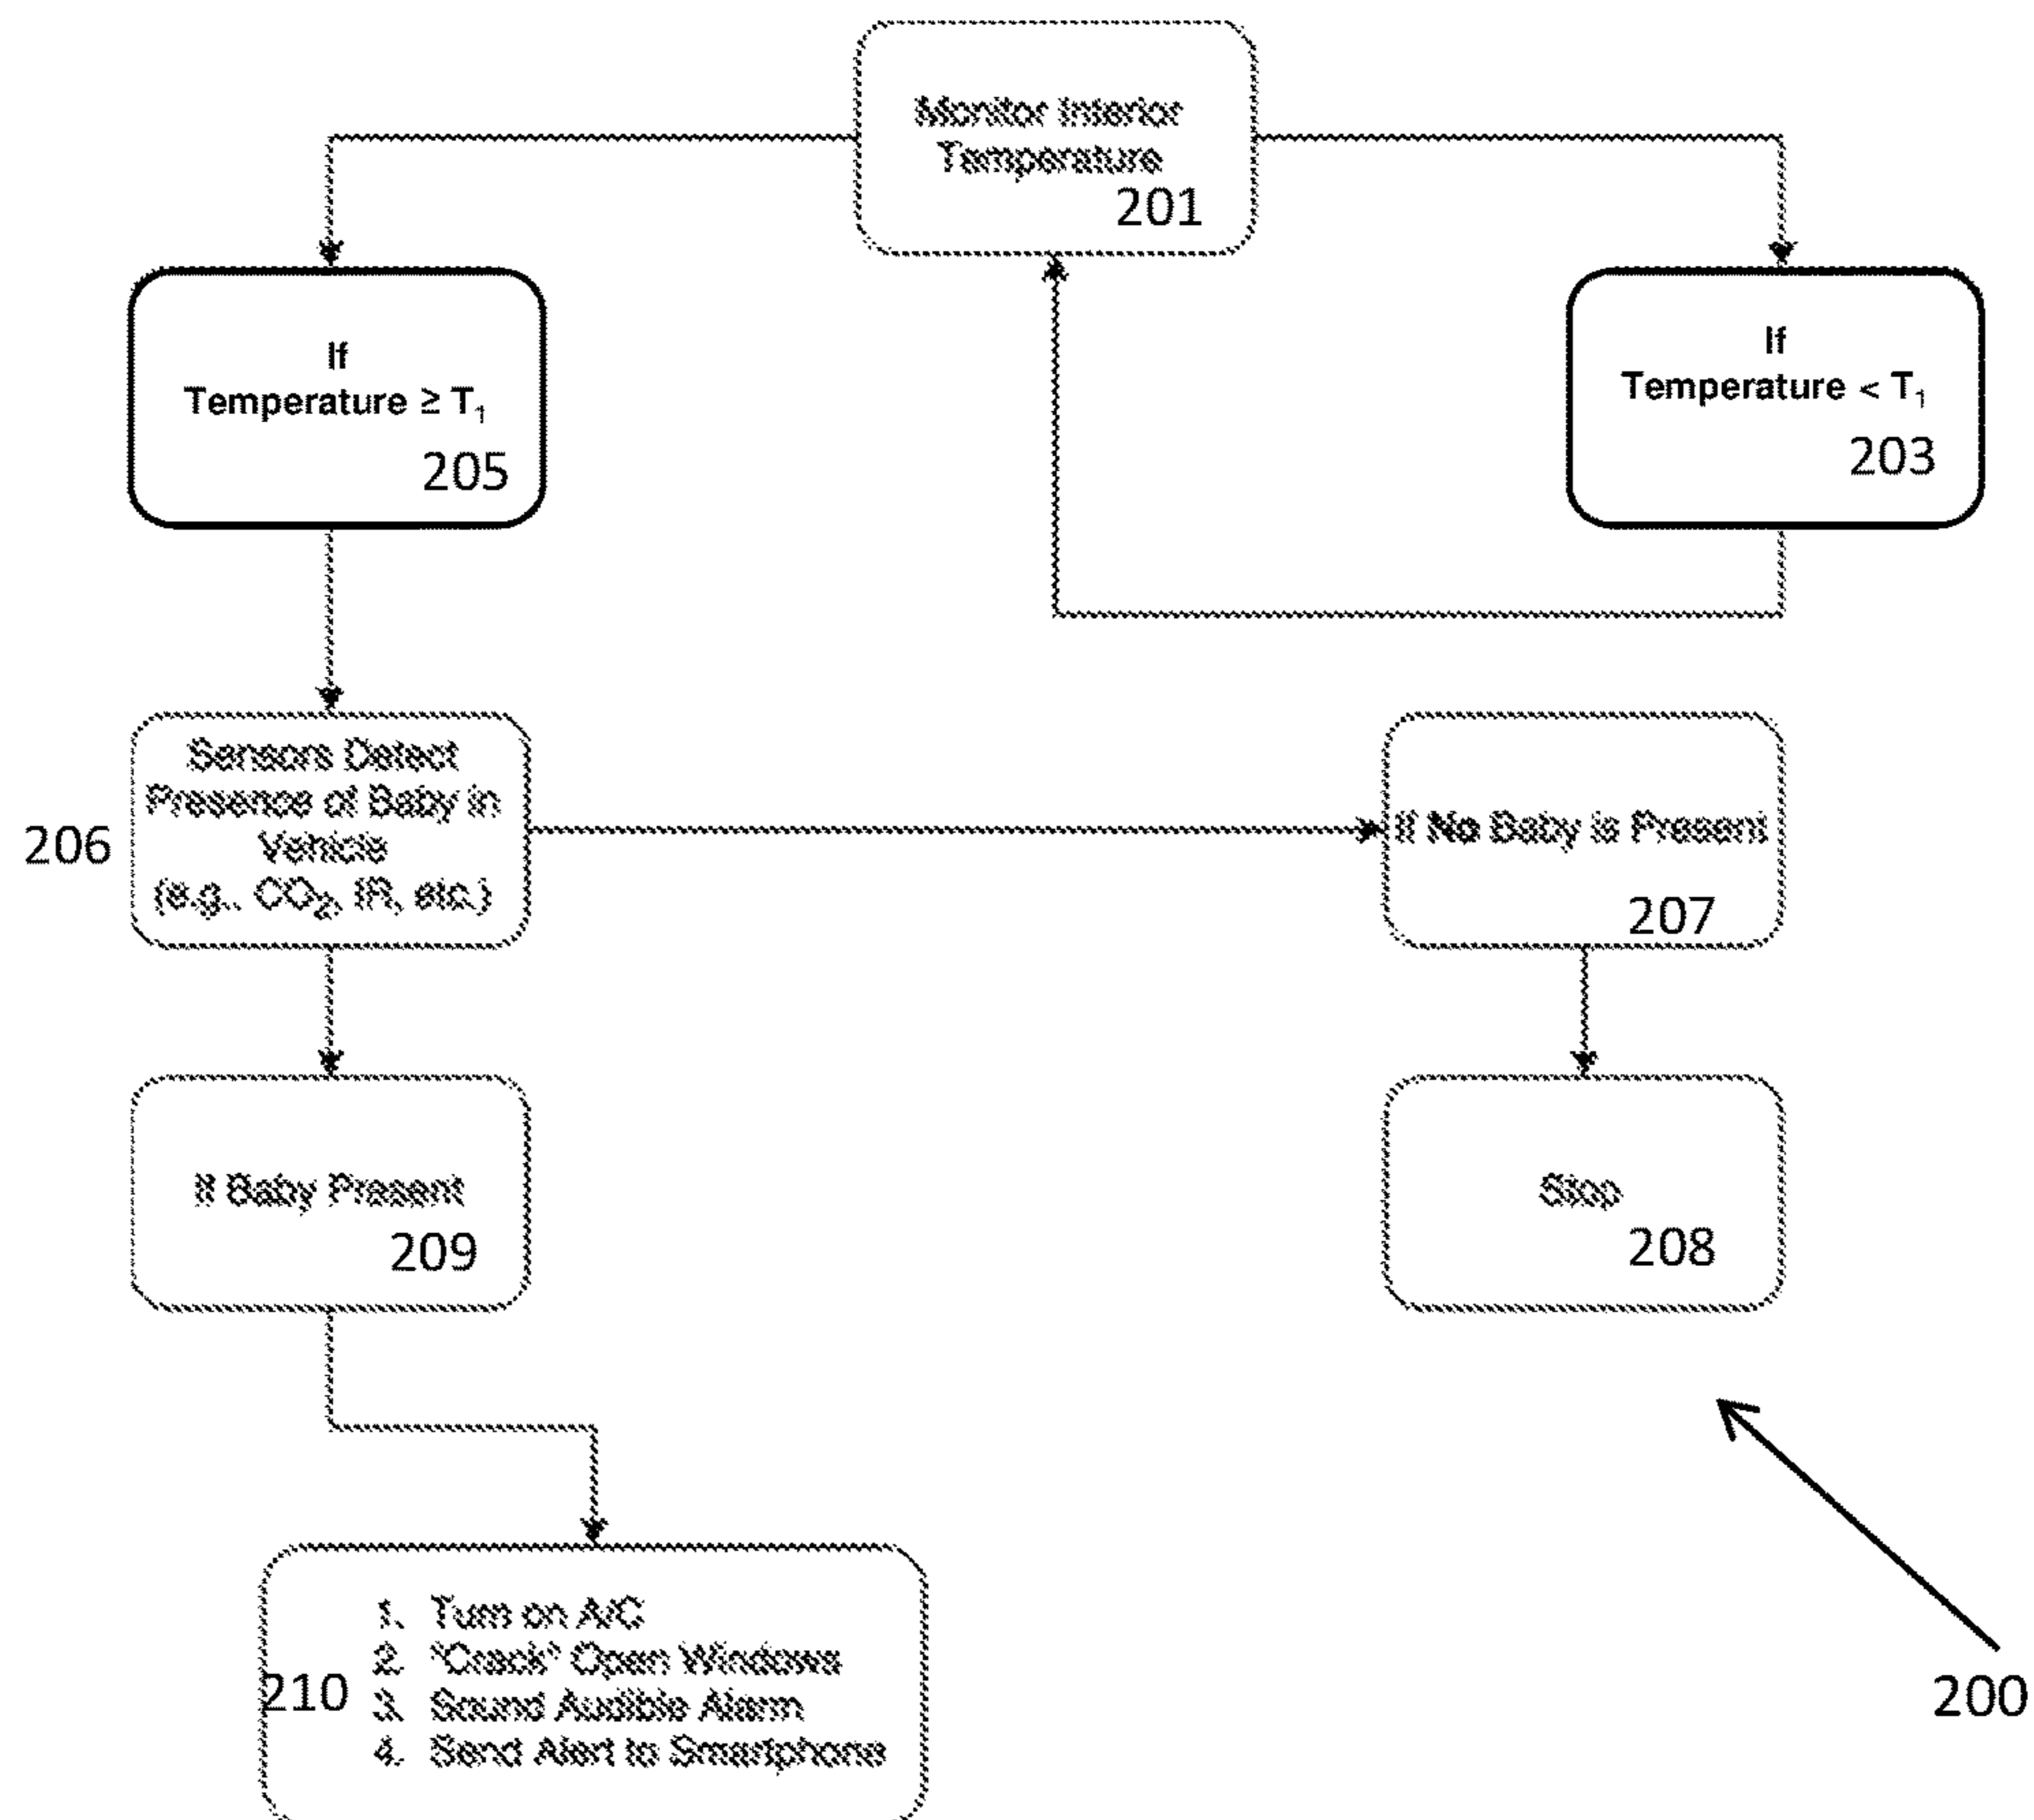 Monitor Interior
Temperature
201
If
Temperature ≥ T₁
205
If
Temperature < T₁
203
206
Sensors Detect
Presence of Baby in
Vehicle
(e.g., CO₂, IR, etc.)
If No Baby is Present
207
If Baby Present
209
Stop
208
210
1. Turn on A/C
2. "Crack" Open Windows
3. Sound Audible Alarm
4. Send Alert to Smartphone
200